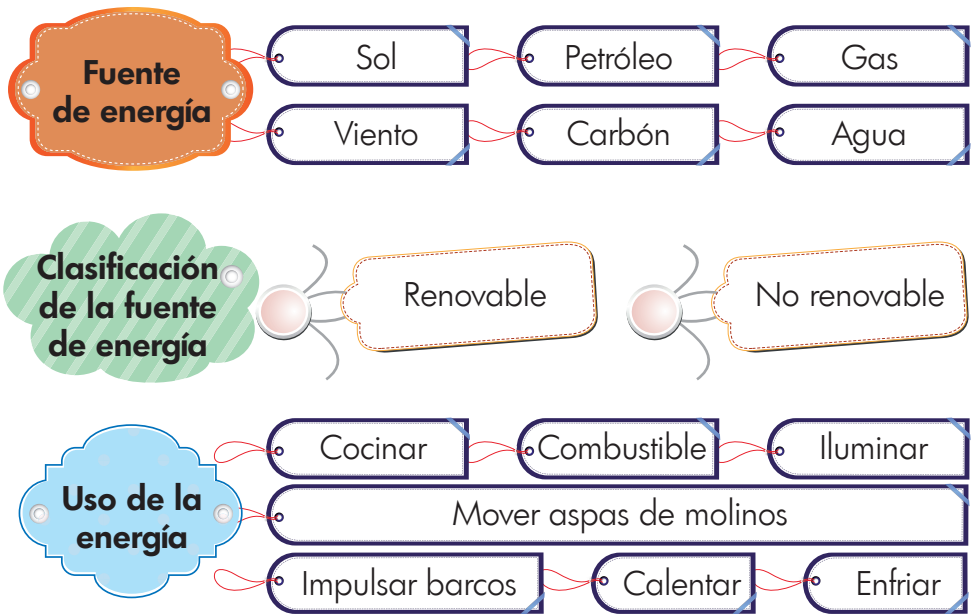 Fuente
de energía
Sol
Petróleo
Gas
Viento
Carbón
Agua
Clasificación
de la fuente
de energía
Renovable
No renovable
Uso de la
energía
Cocinar
Combustible
Iluminar
Mover aspas de molinos
Impulsar barcos
Calentar
Enfriar